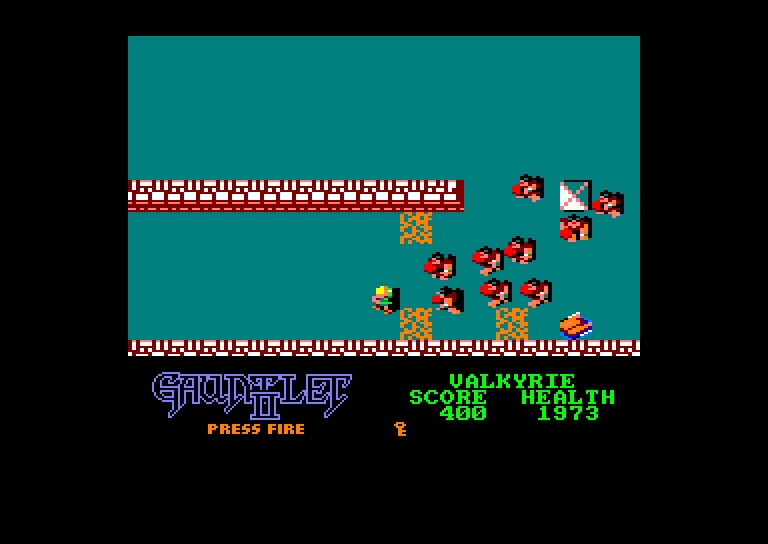 GAUNTLET
II
PRESS FIRE
VALKYRIE
SCORE HEALTH
400 1973